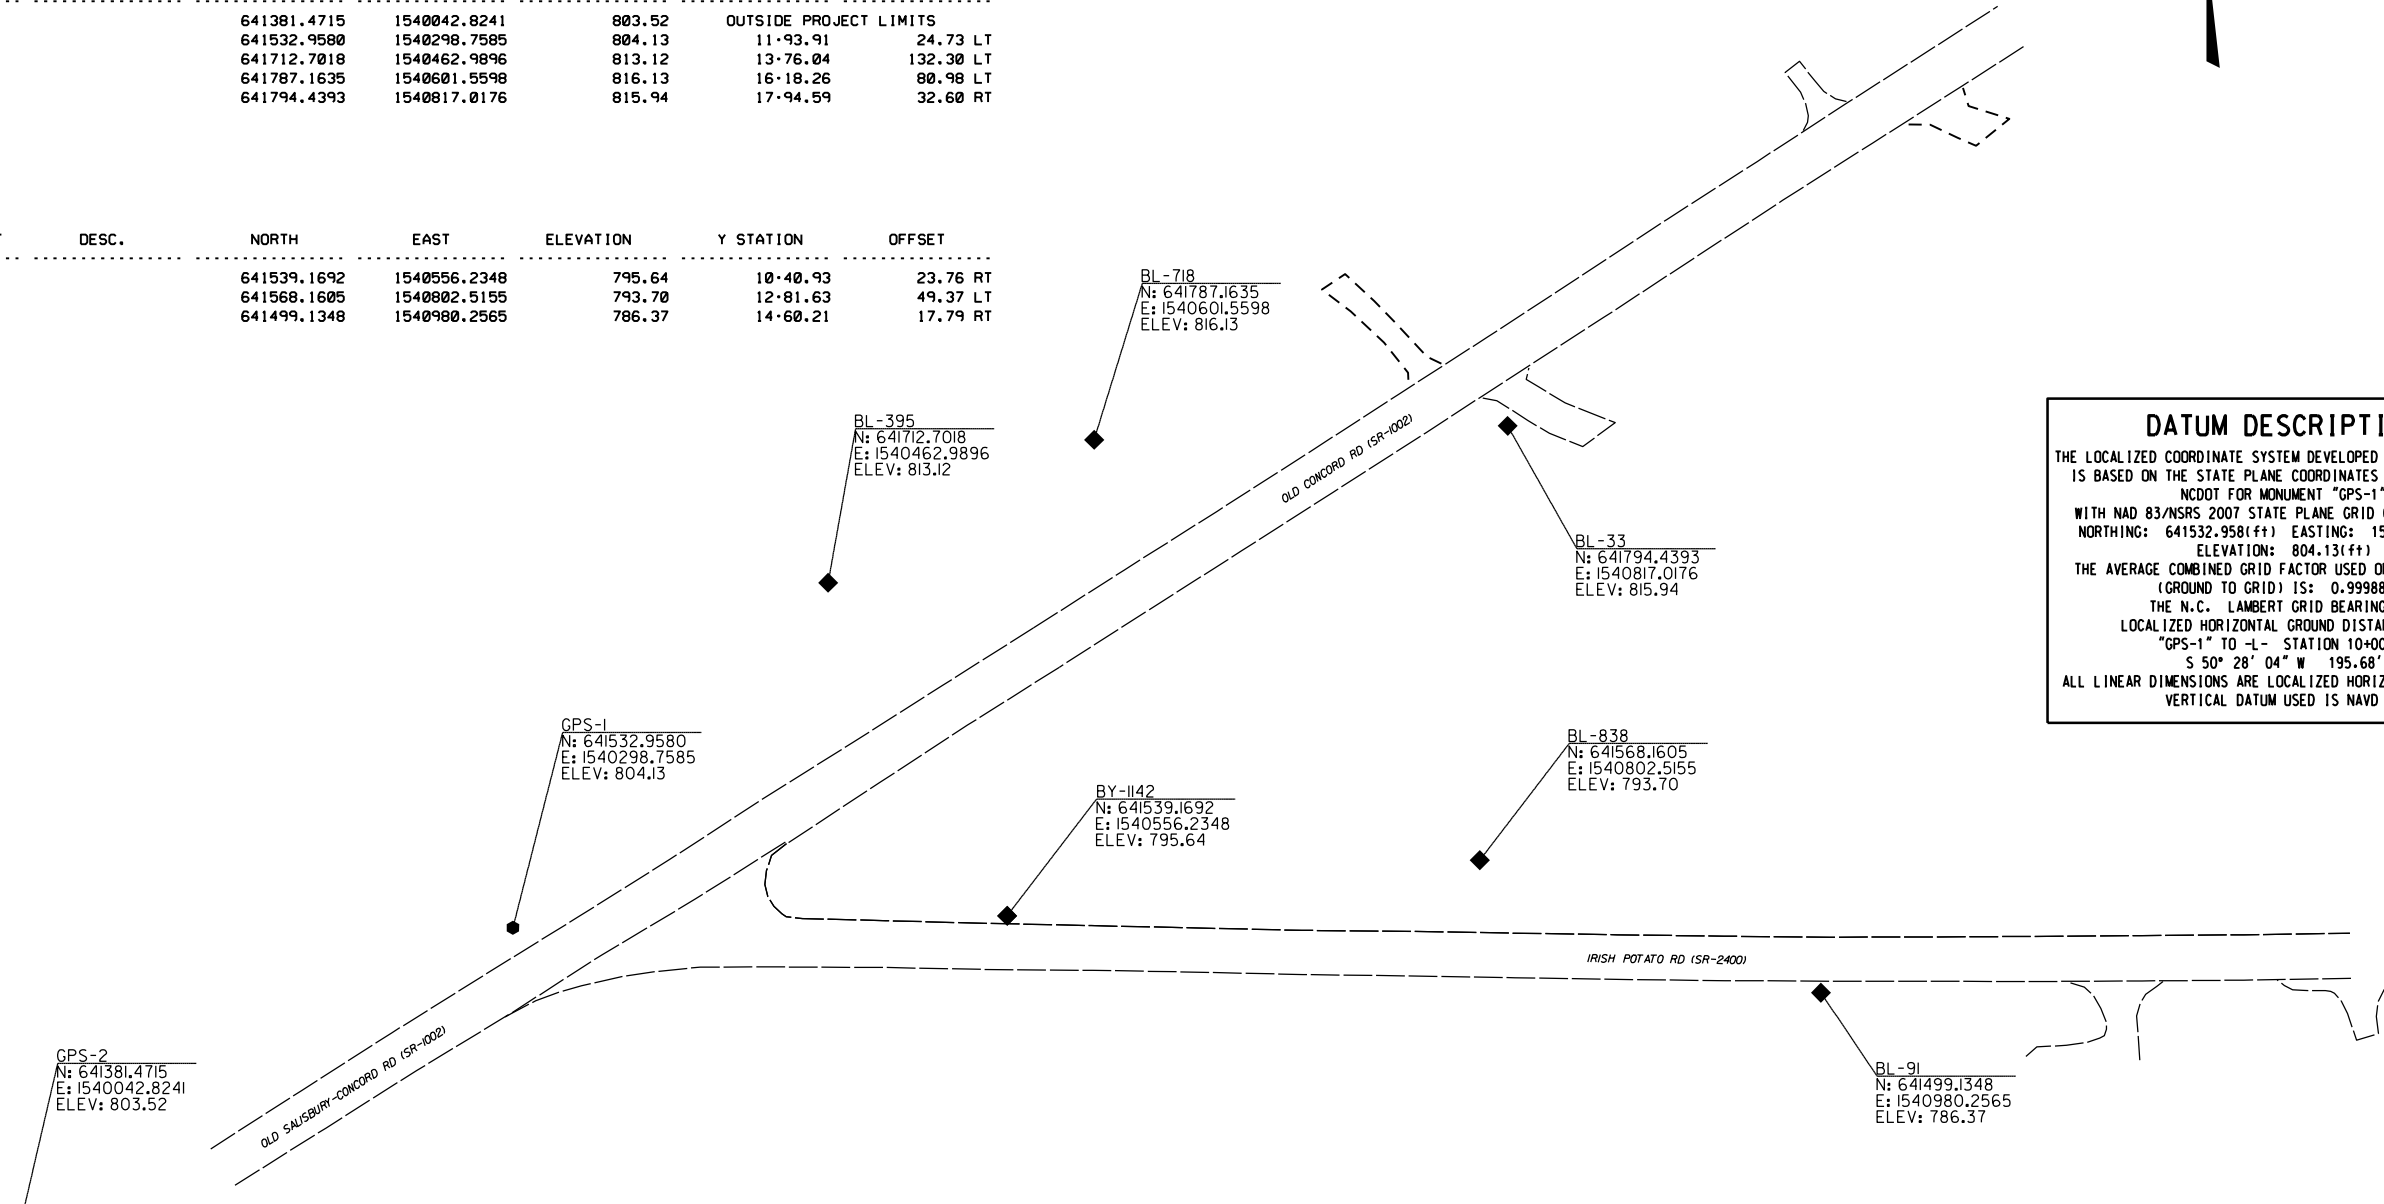 641381.4715 1540042.8241 803.52 OUTSIDE PROJECT LIMITS
641532.9580 1540298.7585 804.13 11+93.91 24.73 LT
641712.7018 1540462.9896 813.12 13+76.04 132.30 LT
641787.1635 1540601.5598 816.13 16+18.26 80.98 LT
641794.4393 1540817.0176 815.94 17+94.59 32.60 RT
DESC. NORTH EAST ELEVATION Y STATION OFFSET
641539.1692 1540556.2348 795.64 10+40.93 23.76 RT
641568.1605 1540802.5155 793.70 12+81.63 49.37 LT
641499.1348 1540980.2565 786.37 14+60.21 17.79 RT
BL-718
N: 641787.1635
E: 1540601.5598
ELEV: 816.13
BL-395
N: 641712.7018
E: 1540462.9896
ELEV: 813.12
OLD CONCORD RD (SR-1002)
BL-33
N: 641794.4393
E: 1540817.0176
ELEV: 815.94
DATUM DESCRIPTI
THE LOCALIZED COORDINATE SYSTEM DEVELOPED
IS BASED ON THE STATE PLANE COORDINATES
NCDOT FOR MONUMENT "GPS-1"
WITH NAD 83/NSRS 2007 STATE PLANE GRID
NORTHING: 641532.958(ft) EASTING: 15
ELEVATION: 804.13(ft)
THE AVERAGE COMBINED GRID FACTOR USED O
(GROUND TO GRID) IS: 0.99988
THE N.C. LAMBERT GRID BEARING
LOCALIZED HORIZONTAL GROUND DISTA
"GPS-1" TO -L- STATION 10+00
S 50° 28' 04" W 195.68'
ALL LINEAR DIMENSIONS ARE LOCALIZED HORIZ
VERTICAL DATUM USED IS NAVD
GPS-1
N: 641532.9580
E: 1540298.7585
ELEV: 804.13
BY-1142
N: 641539.1692
E: 1540556.2348
ELEV: 795.64
BL-838
N: 641568.1605
E: 1540802.5155
ELEV: 793.70
IRISH POTATO RD (SR-2400)
GPS-2
N: 641381.4715
E: 1540042.8241
ELEV: 803.52
OLD SALISBURY-CONCORD RD (SR-1002)
BL-91
N: 641499.1348
E: 1540980.2565
ELEV: 786.37